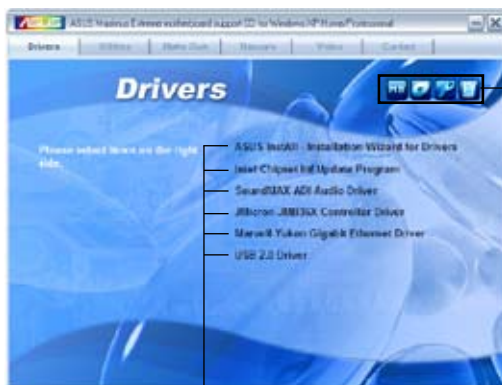 ASUS Maximus Extreme motherboard support CD for Windows XP Home/Professional
Drivers Utilities Make Disk Manuals Video Contact
Drivers
Please select items on the right side.
ASUS InstAll - Installation Wizard for Drivers
Intel Chipset Inf Update Program
SoundMAX ADI Audio Driver
JMicron JMB36X Controller Driver
Marvell Yukon Gigabit Ethernet Driver
USB 2.0 Driver